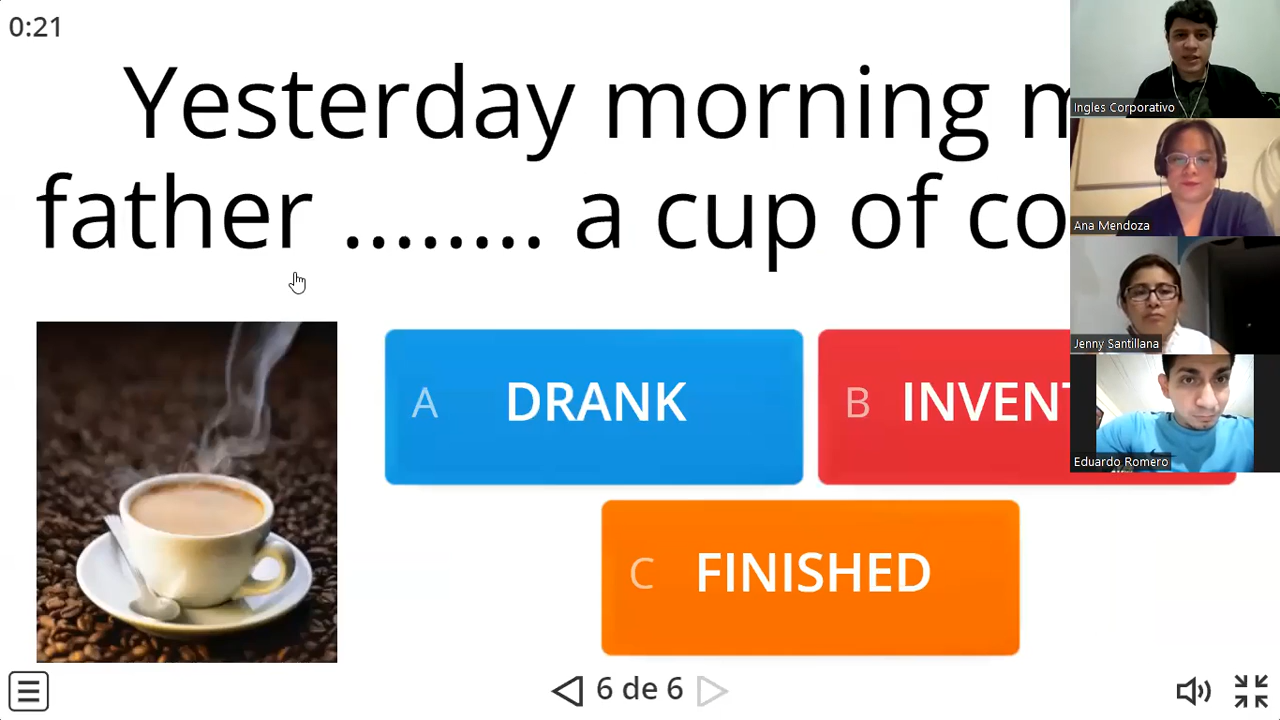 0:21
Yesterday morning m
father ........ a cup of co
A DRANK
B INVENT
C FINISHED
6 de 6
Ingles Corporativo
Ana Mendoza
Jenny Santillana
Eduardo Romero